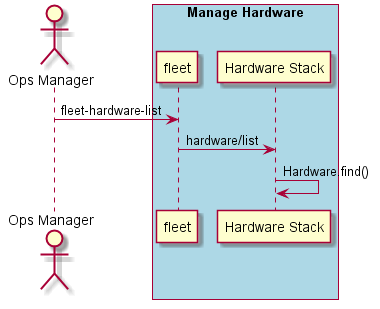 Manage Hardware
Ops Manager
fleet
Hardware Stack
fleet-hardware-list
hardware/list
Hardware.find()
Ops Manager
fleet
Hardware Stack